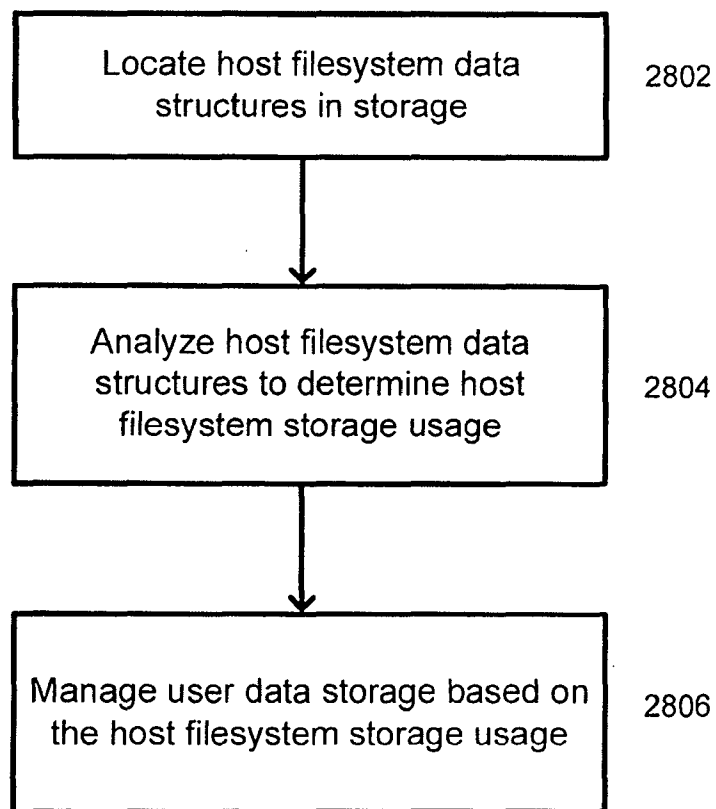 Locate host filesystem data
structures in storage
2802
Analyze host filesystem data
structures to determine host
filesystem storage usage
2804
Manage user data storage based on
the host filesystem storage usage
2806